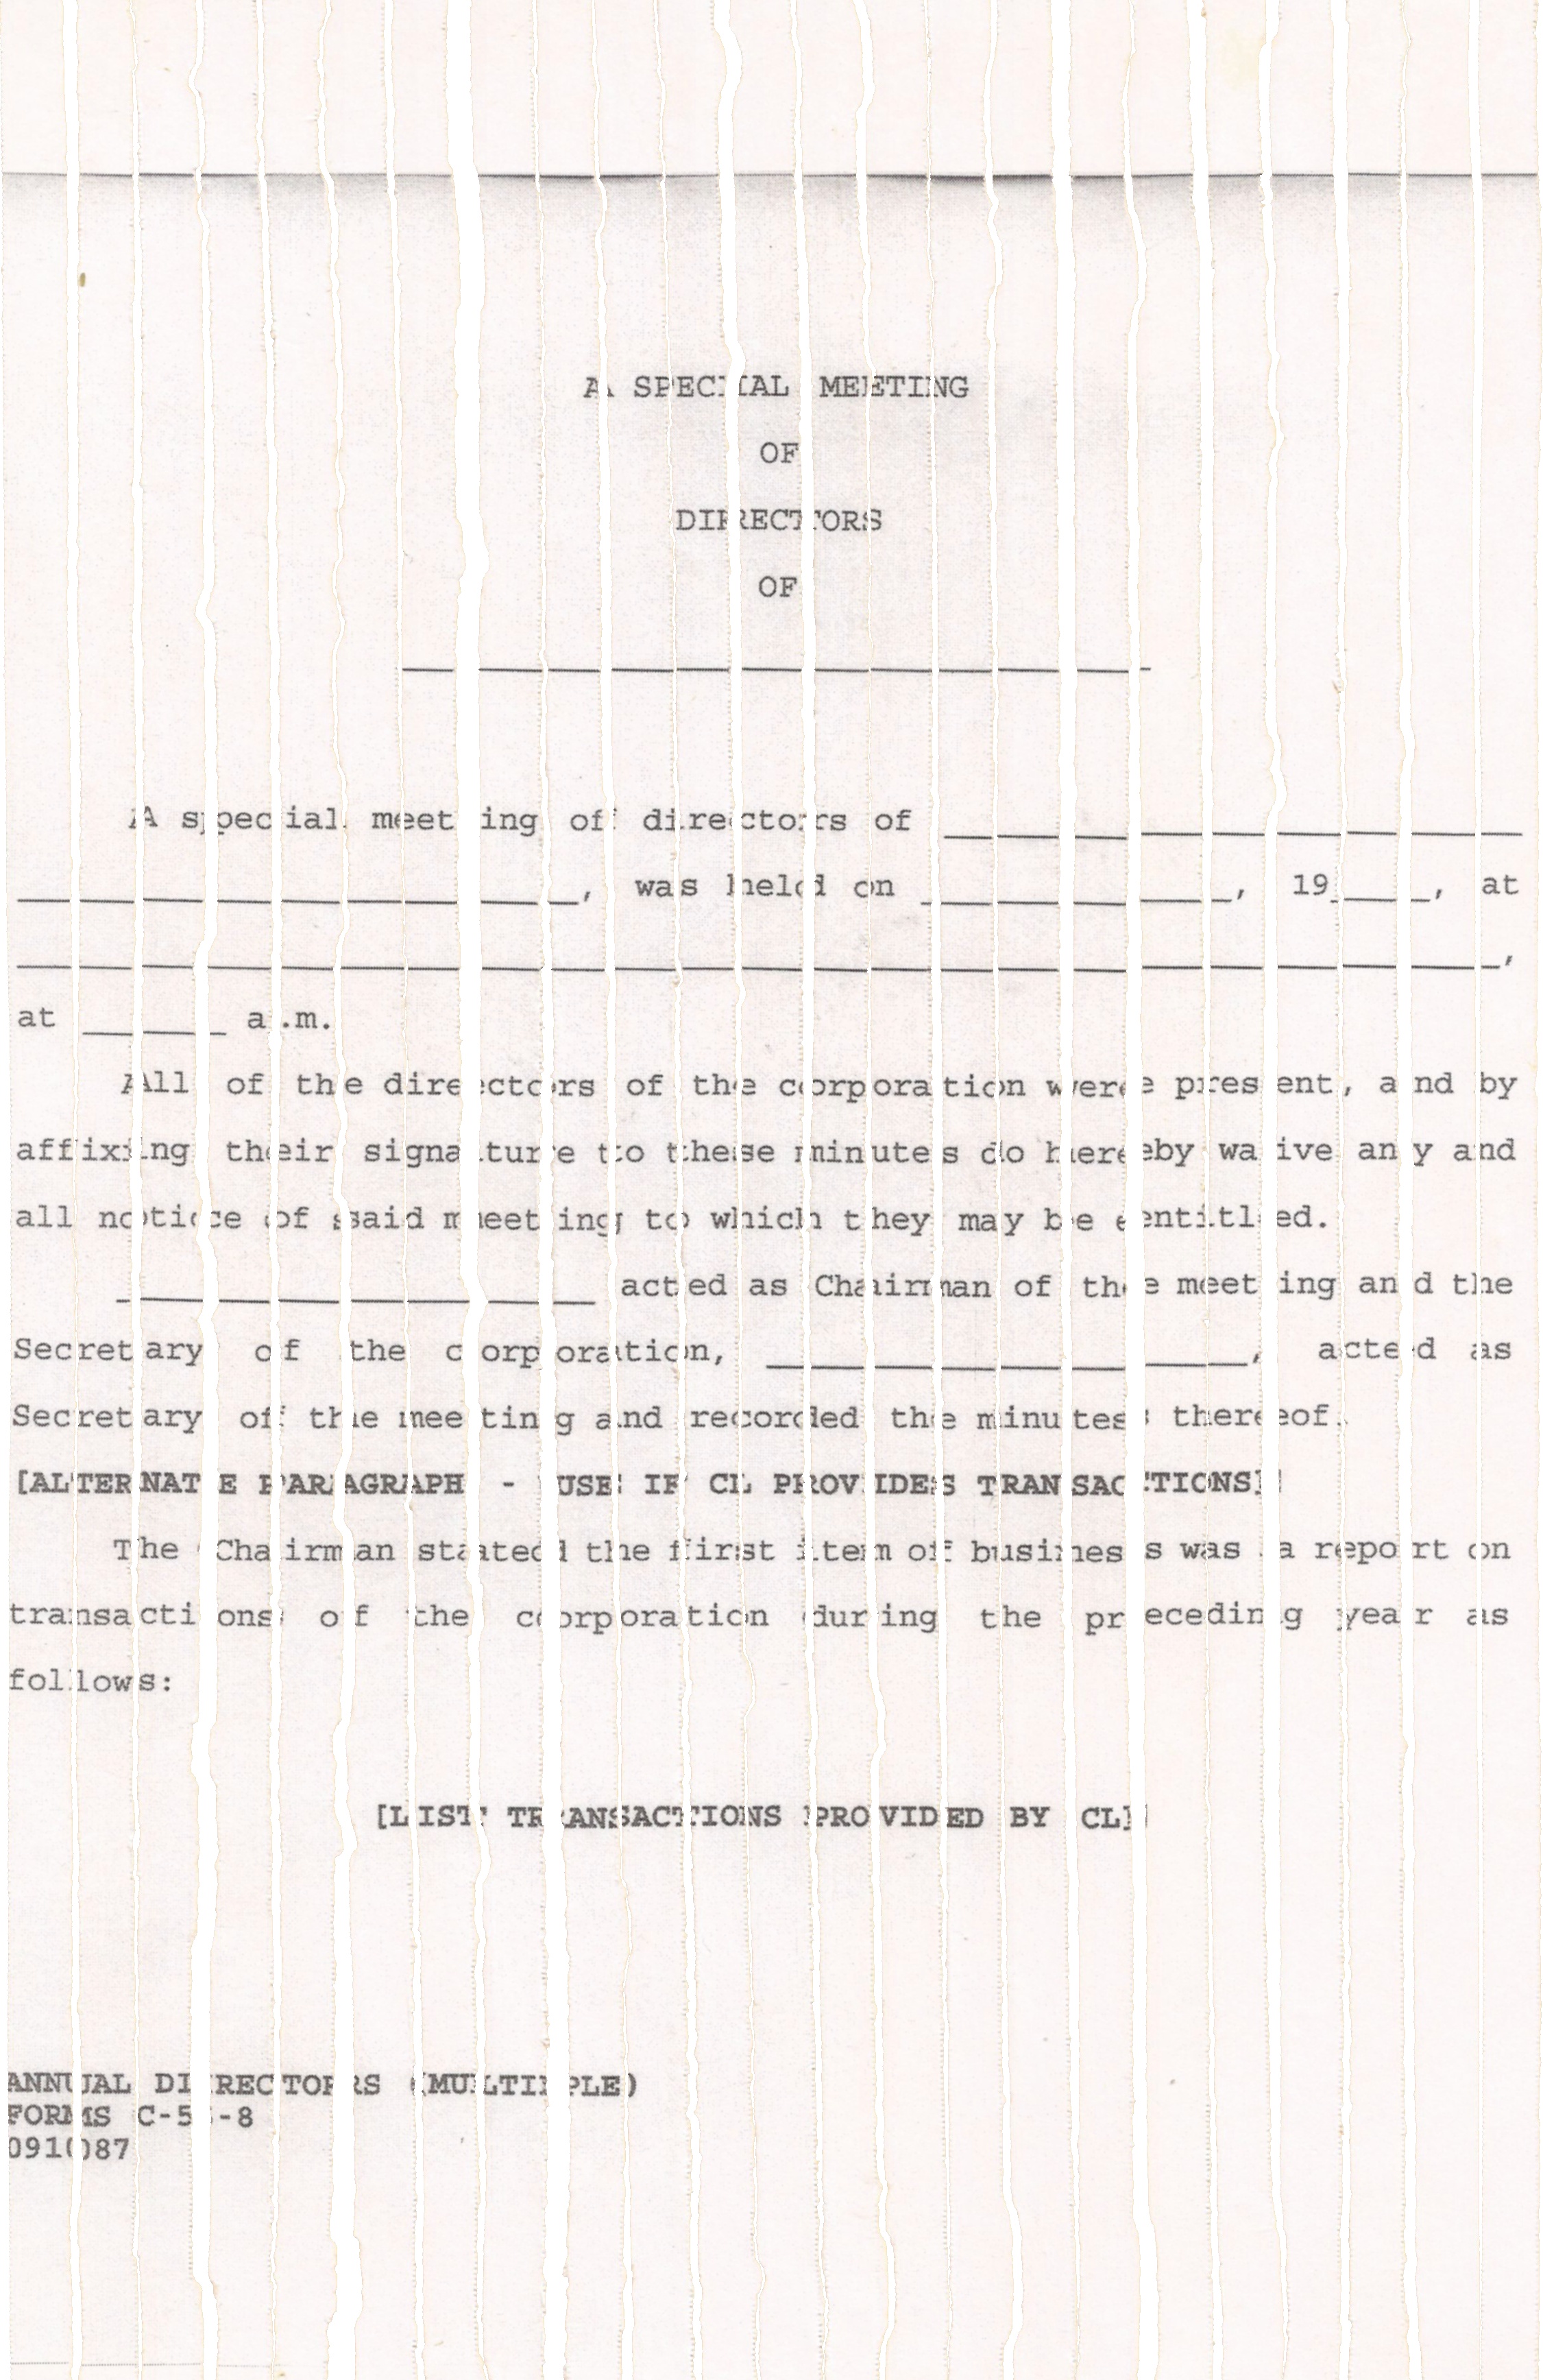 A SPECIAL MEETING
OF
DIRECTORS
OF
____________________
A special meeting of directors of ____________________
____________________, was held on ____________, 19____, at
________________________________________,
at ______ a.m.
All of the directors of the corporation were present, and by
affixing their signature to these minutes do hereby waive any and
all notice of said meeting to which they may be entitled.
____________________ acted as Chairman of the meeting and the
Secretary of the corporation, ____________________, acted as
Secretary of the meeting and recorded the minutes thereof.
[ALTERNATE PARAGRAPH - USE IF CL PROVIDES TRANSACTIONS]
The Chairman stated the first item of business was a report on
transactions of the corporation during the preceding year as
follows:
[LIST TRANSACTIONS PROVIDED BY CL]
ANNUAL DIRECTORS (MULTIPLE)
FORMS
091087